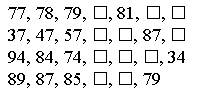 77, 78, 79, □, 81, □, □
37, 47, 57, □, □, 87, □
94, 84, 74, □, □, □, 34
89, 87, 85, □, □, 79